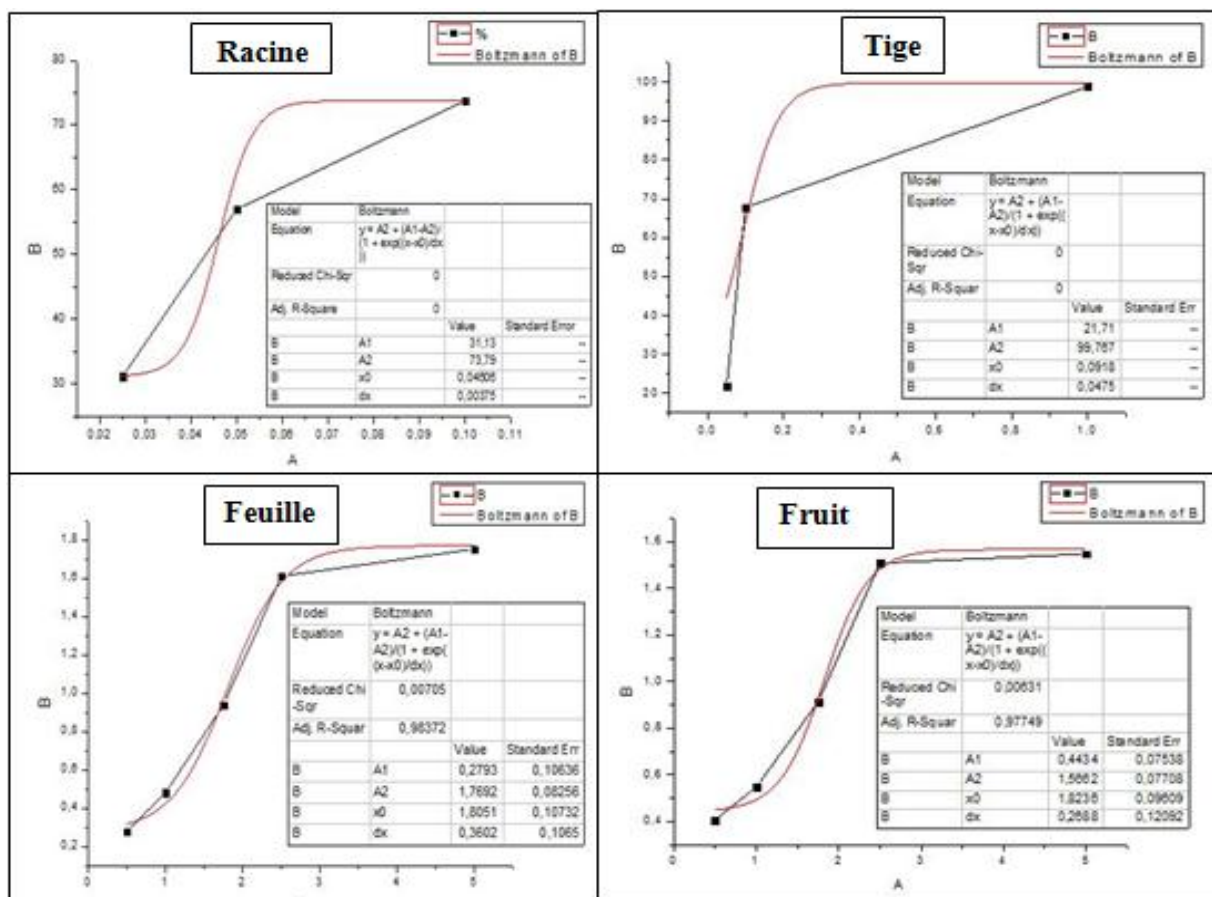 Racine
%
Boltzmann of B
80
70
60
50
40
30
B
0,02 0,03 0,04 0,05 0,06 0,07 0,08 0,09 0,10 0,11
A
Model Boltzmann
Equation y = A2 + (A1-A2)/
(1 + exp((x-x0)/dx
))
Reduced Chi-Sqr 0
Adj. R-Square 0
Value Standard Error
B A1 31,13 --
B A2 73,79 --
B x0 0,04606 --
B dx 0,00375 --
Tige
B
Boltzmann of B
100
90
80
70
60
50
40
30
20
B
0,0 0,2 0,4 0,6 0,8 1,0
A
Model Boltzmann
Equation y = A2 + (A1-
A2)/(1 + exp((
x-x0)/dx))
Reduced Chi-
Sqr 0
Adj. R-Squar 0
Value Standard Err
B A1 21,71 --
B A2 99,767 --
B x0 0,0918 --
B dx 0,0475 --
Feuille
B
Boltzmann of B
1,8
1,6
1,4
1,2
1,0
0,8
0,6
0,4
0,2
B
0 1 2 3 4 5
Model Boltzmann
Equation y = A2 + (A1-
A2)/(1 + exp(
(x-x0)/dx))
Reduced Chi
-Sqr 0,00705
Adj. R-Squar 0,98372
Value Standard Err
B A1 0,2793 0,10636
B A2 1,7692 0,08256
B x0 1,8051 0,10732
B dx 0,3602 0,1065
Fruit
B
Boltzmann of B
1,6
1,4
1,2
1,0
0,8
0,6
0,4
B
0 1 2 3 4 5
A
Model Boltzmann
Equation y = A2 + (A1-
A2)/(1 + exp((
x-x0)/dx))
Reduced Chi
-Sqr 0,00631
Adj. R-Squar 0,97749
Value Standard Err
B A1 0,4434 0,07538
B A2 1,5662 0,07708
B x0 1,8236 0,09609
B dx 0,2688 0,12092